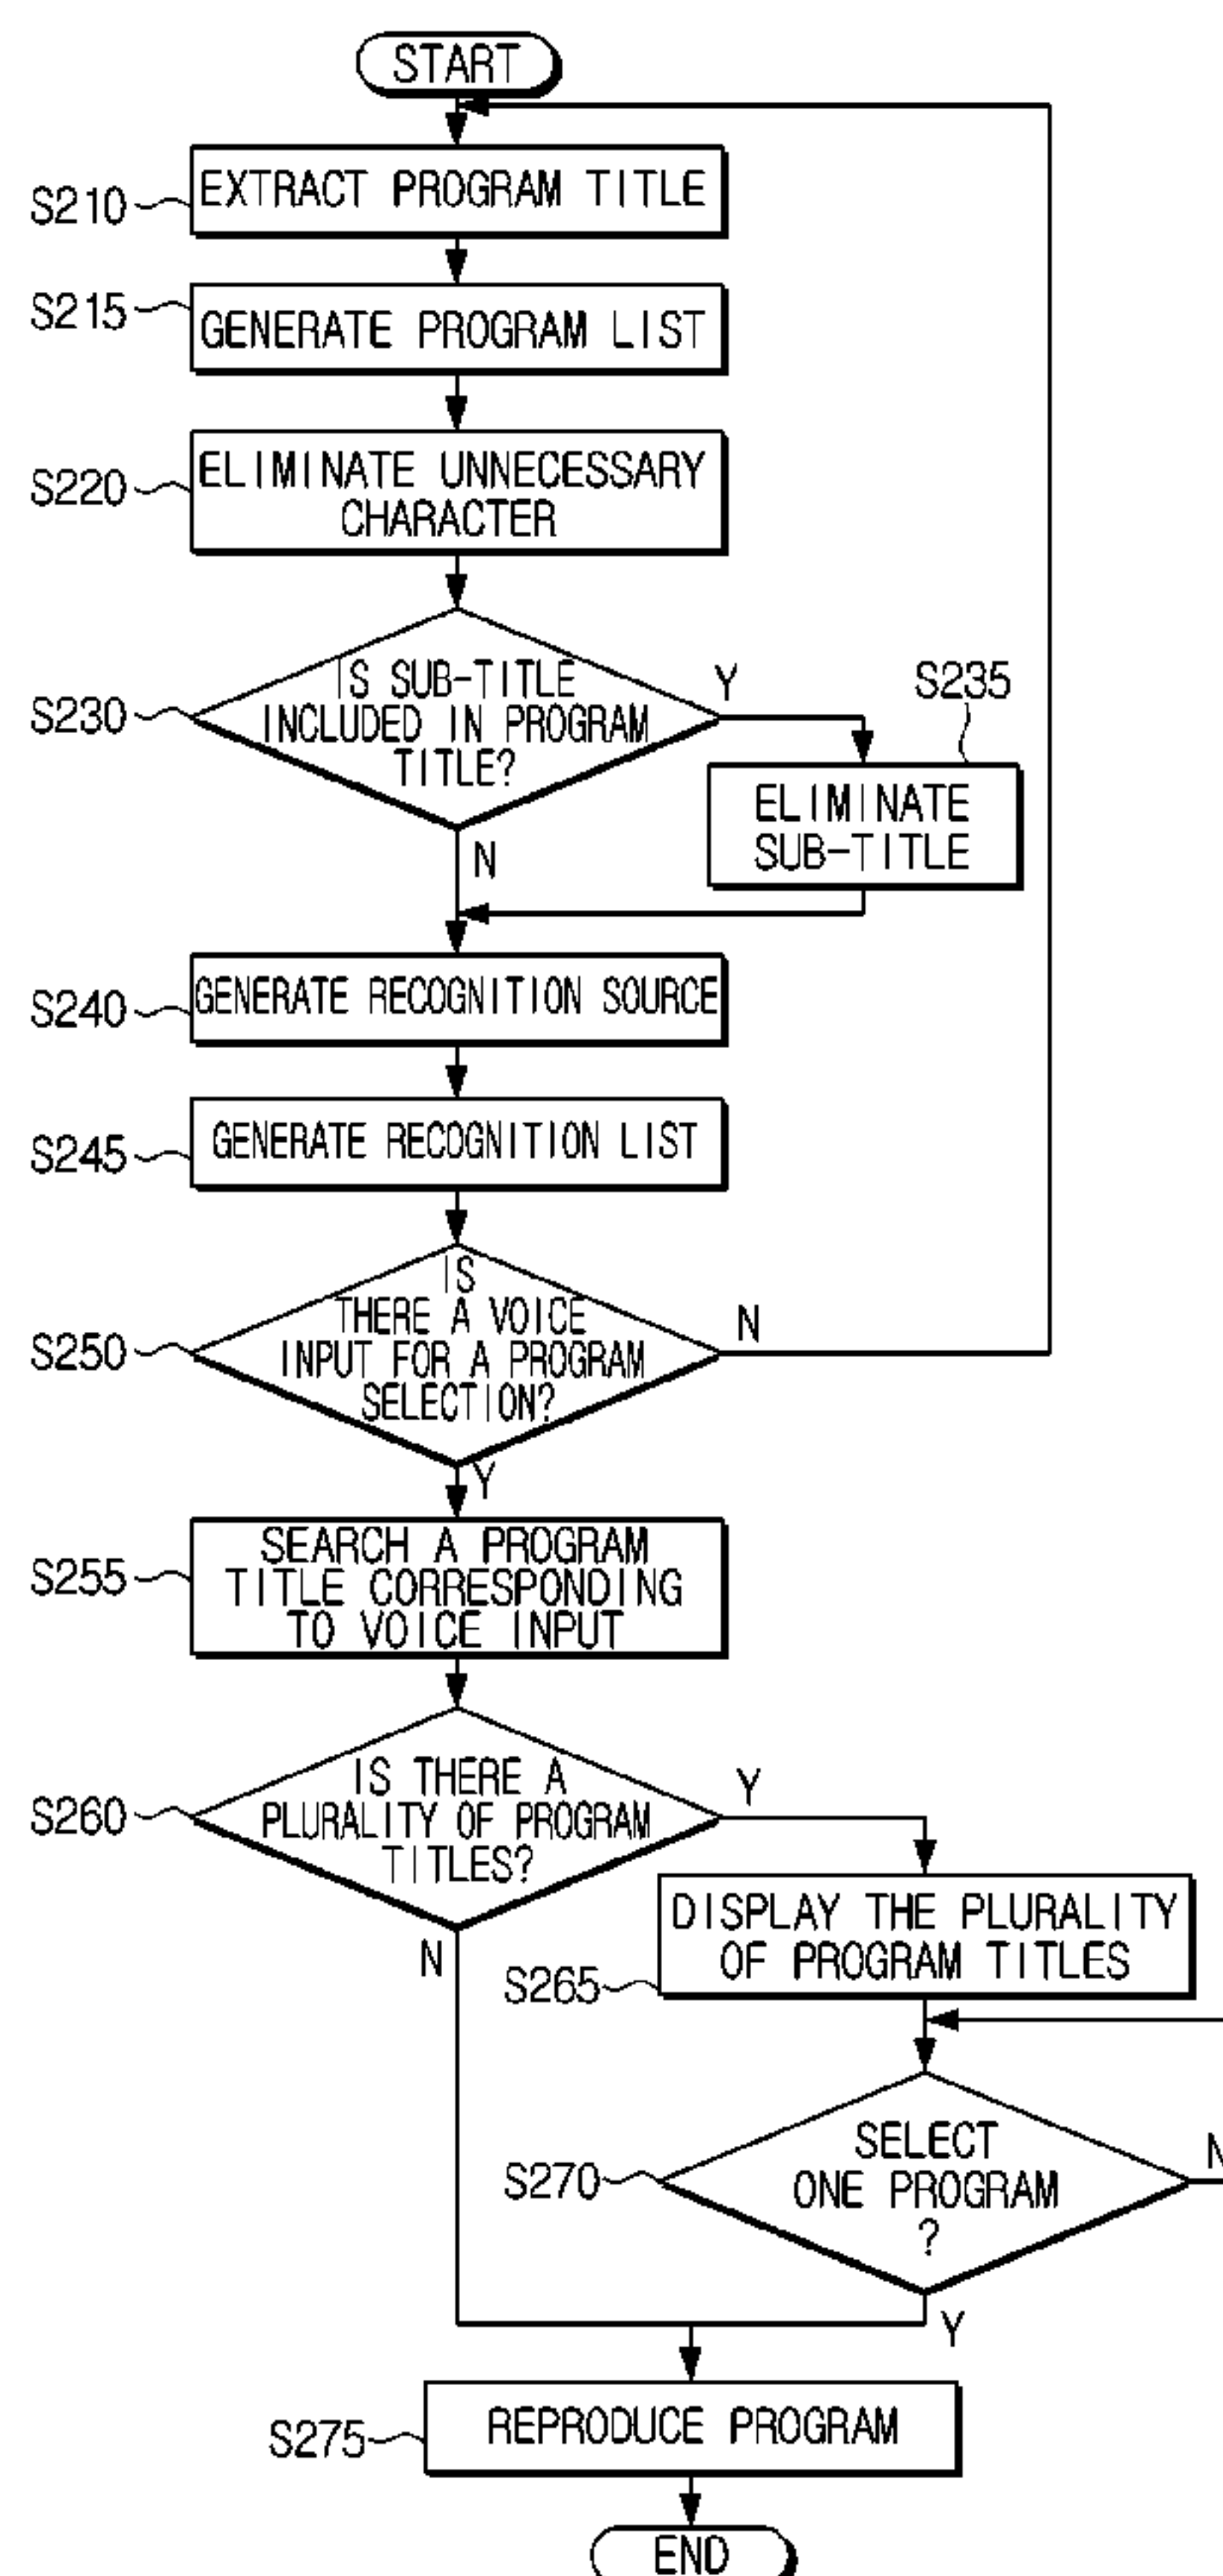 START
S210
EXTRACT PROGRAM TITLE
S215
GENERATE PROGRAM LIST
S220
ELIMINATE UNNECESSARY
CHARACTER
S230
IS SUB-TITLE
INCLUDED IN PROGRAM
TITLE?
Y
N
S235
ELIMINATE
SUB-TITLE
S240
GENERATE RECOGNITION SOURCE
S245
GENERATE RECOGNITION LIST
S250
IS
THERE A VOICE
INPUT FOR A PROGRAM
SELECTION?
N
Y
S255
SEARCH A PROGRAM
TITLE CORRESPONDING
TO VOICE INPUT
S260
IS THERE A
PLURALITY OF PROGRAM
TITLES?
Y
N
S265
DISPLAY THE PLURALITY
OF PROGRAM TITLES
S270
SELECT
ONE PROGRAM
?
N
Y
S275
REPRODUCE PROGRAM
END